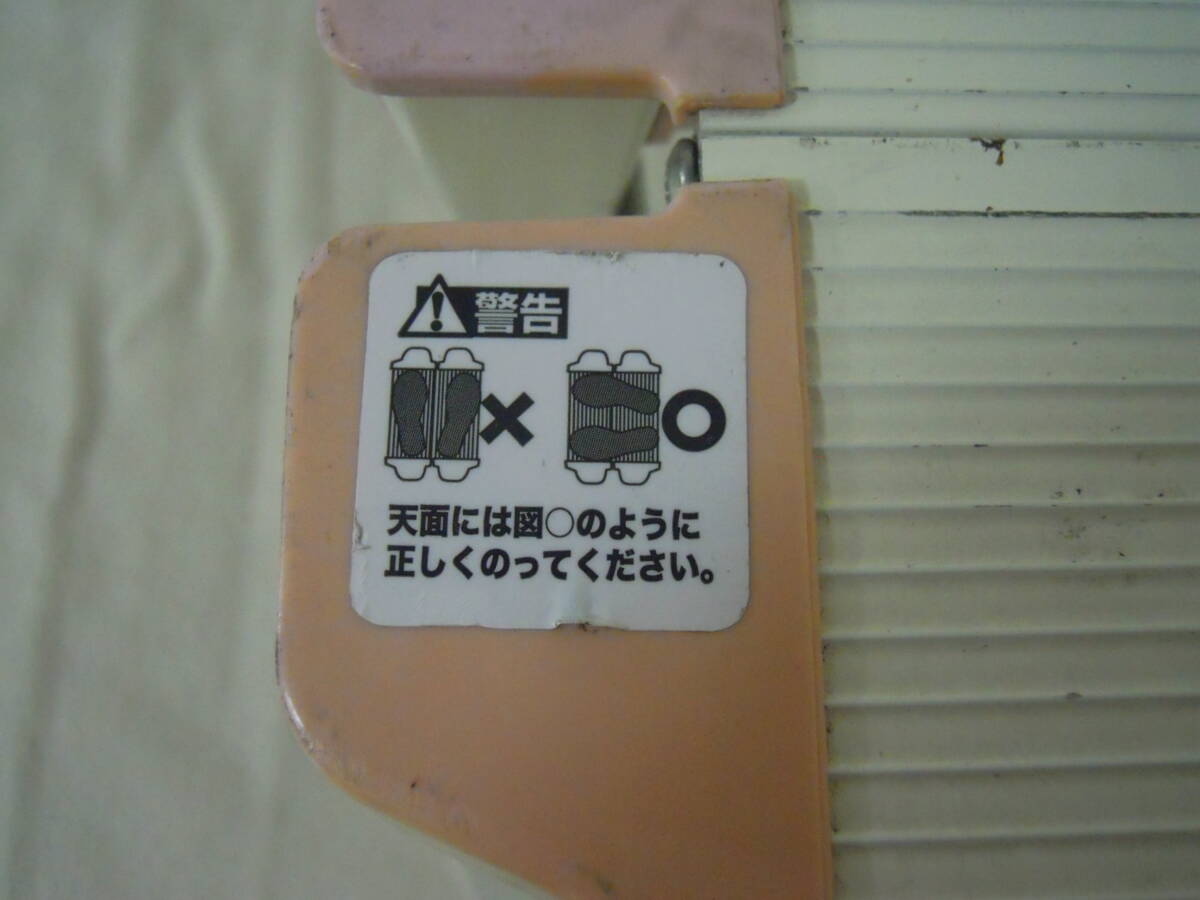 警告
天面には図○のように
正しくのってください。